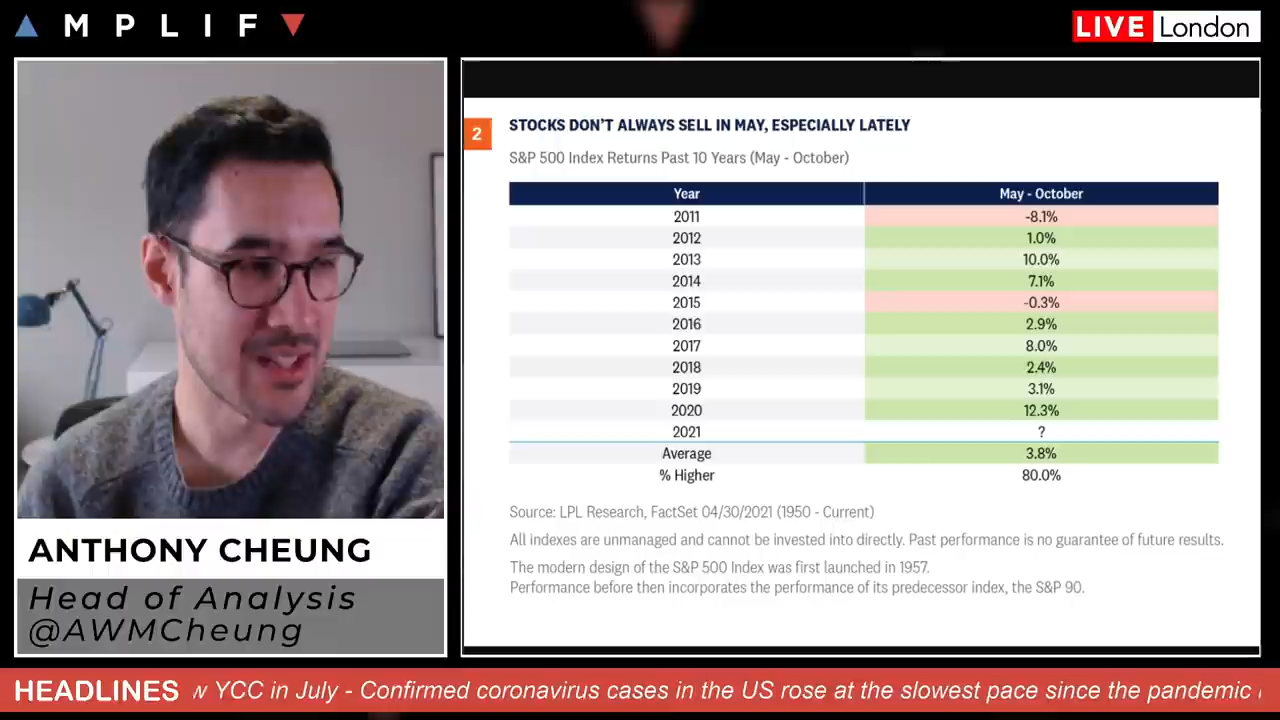 MPLIF
LIVE London
2
STOCKS DON'T ALWAYS SELL IN MAY, ESPECIALLY LATELY
S&P 500 Index Returns Past 10 Years (May - October)
Year May - October
2011 -8.1%
2012 1.0%
2013 10.0%
2014 7.1%
2015 -0.3%
2016 2.9%
2017 8.0%
2018 2.4%
2019 3.1%
2020 12.3%
2021 ?
Average 3.8%
% Higher 80.0%
Source: LPL Research, FactSet 04/30/2021 (1950 - Current)
All indexes are unmanaged and cannot be invested into directly. Past performance is no guarantee of future results.
The modern design of the S&P 500 Index was first launched in 1957.
Performance before then incorporates the performance of its predecessor index, the S&P 90.
ANTHONY CHEUNG
Head of Analysis
@AWMCheung
HEADLINES YCC in July - Confirmed coronavirus cases in the US rose at the slowest pace since the pandemic